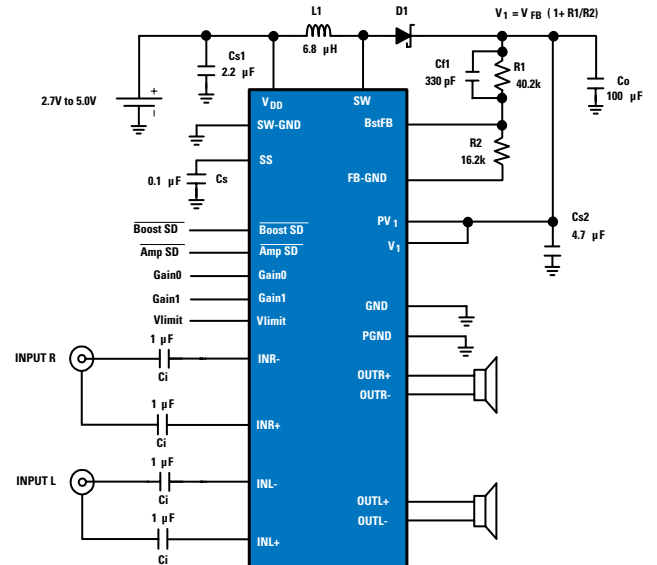 L1
D1
V1 = VFB ( 1+ R1/R2)
Cs1
2.2 µF
6.8 µH
Cf1
330 pF
R1
40.2k
Co
100 µF
2.7V to 5.0V
+
–
VDD
SW
SW-GND
BstFB
R2
16.2k
SS
FB-GND
0.1 µF
Cs
PV1
V1
Cs2
4.7 µF
Boost SD
Boost SD
Amp SD
Amp SD
Gain0
Gain0
Gain1
Gain1
Vlimit
Vlimit
GND
PGND
1 µF
INPUT R
Ci
INR-
OUTR+
OUTR-
1 µF
Ci
INR+
1 µF
INPUT L
Ci
INL-
OUTL+
OUTL-
1 µF
Ci
INL+